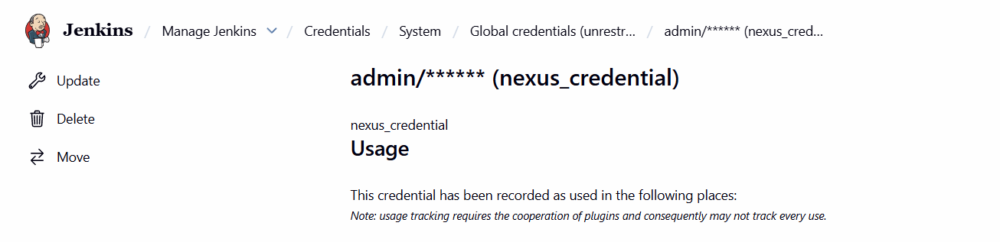 Jenkins / Manage Jenkins / Credentials / System / Global credentials (unrestr... / admin/****** (nexus_cred...
Update
Delete
Move
admin/****** (nexus_credential)
nexus_credential
Usage
This credential has been recorded as used in the following places:
Note: usage tracking requires the cooperation of plugins and consequently may not track every use.